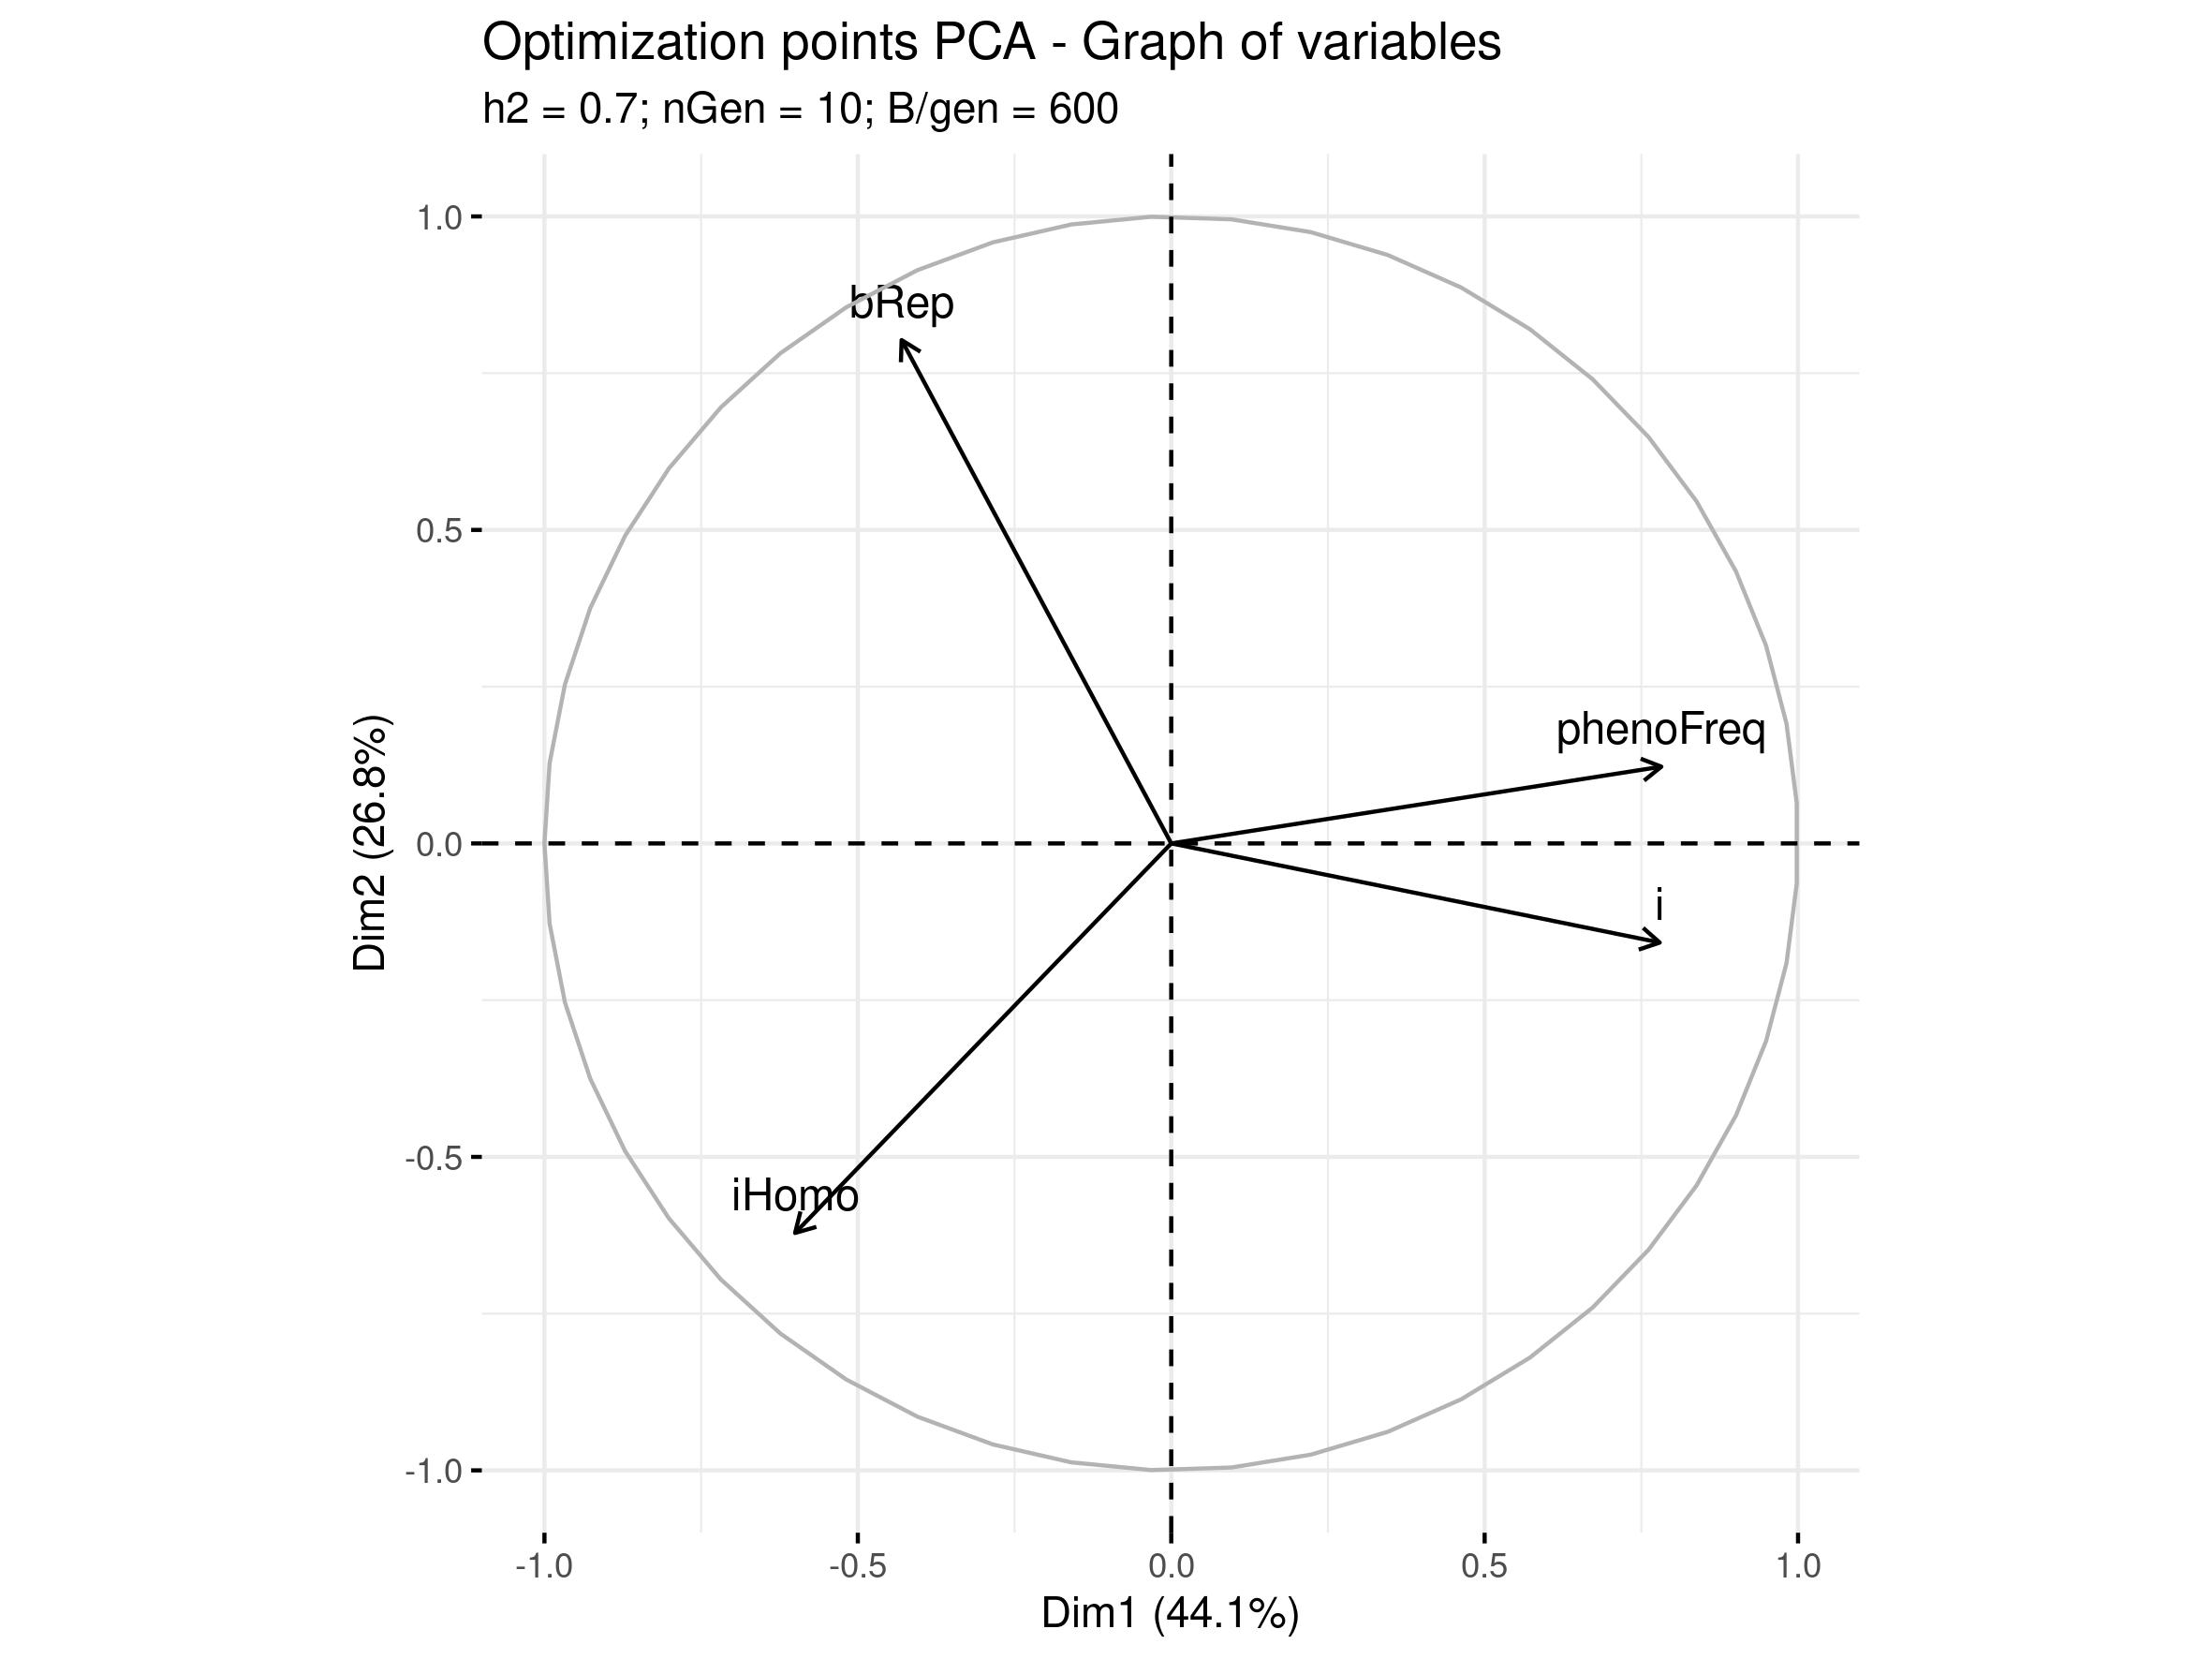 Optimization points PCA - Graph of variables
h2 = 0.7; nGen = 10; B/gen = 600
1.0
0.5
0.0
-0.5
-1.0
Dim2 (26.8%)
bRep
phenoFreq
i
iHomo
-1.0 -0.5 0.0 0.5 1.0
Dim1 (44.1%)